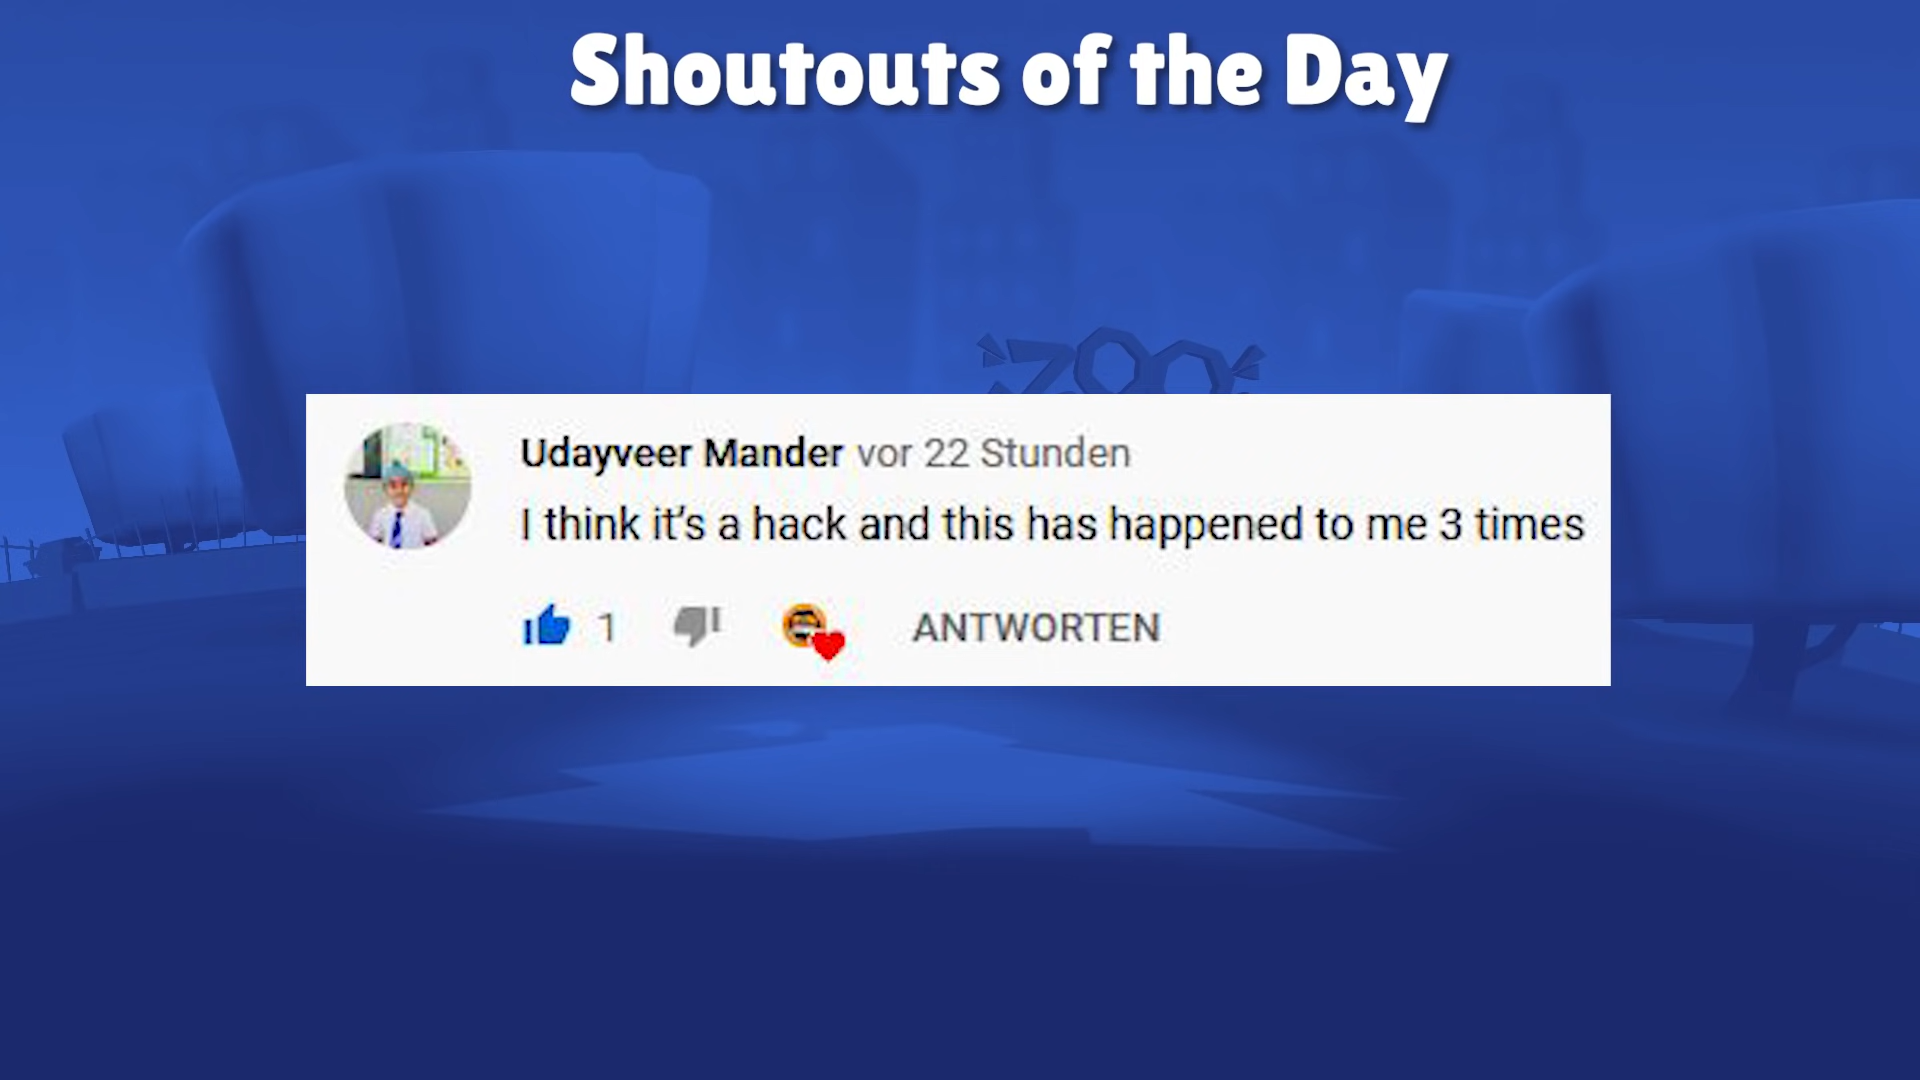 Shoutouts of the Day
ZOO
Udayveer Mander vor 22 Stunden
I think it's a hack and this has happened to me 3 times
1
ANTWORTEN